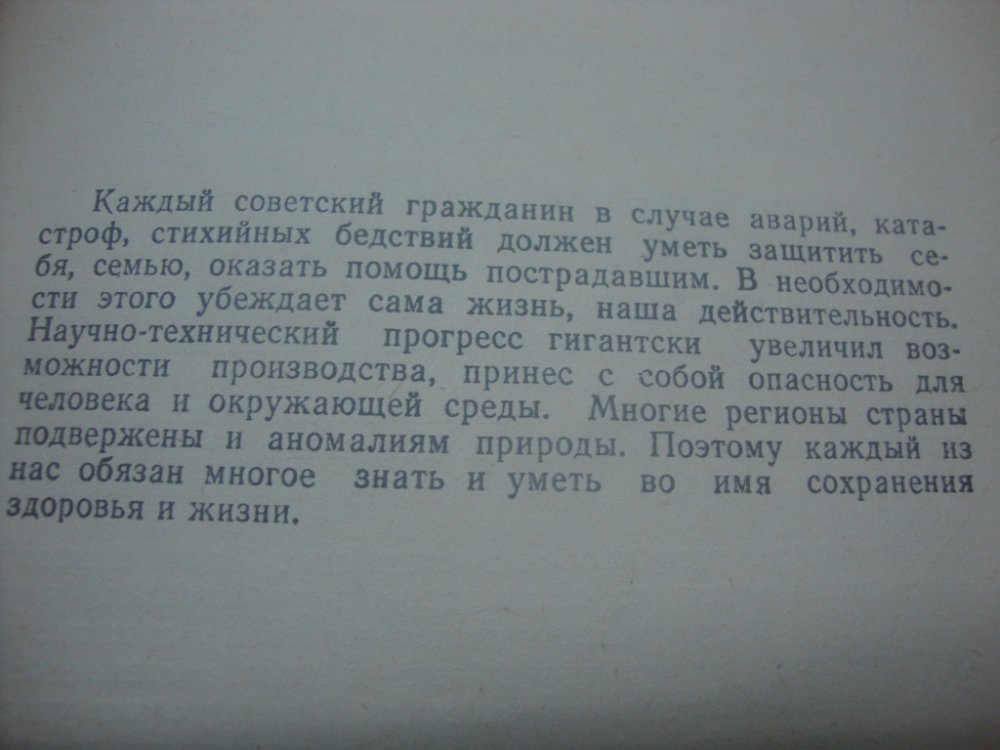 Каждый советский гражданин в случае аварий, ката-
строф, стихийных бедствий должен уметь защитить се-
бя, семью, оказать помощь пострадавшим. В необходимо-
сти этого убеждает сама жизнь, наша действительность.
Научно-технический прогресс гигантски увеличил воз-
можности производства, принес с собой опасность для
человека и окружающей среды. Многие регионы страны
подвержены и аномалиям природы. Поэтому каждый из
нас обязан многое знать и уметь во имя сохранения
здоровья и жизни.